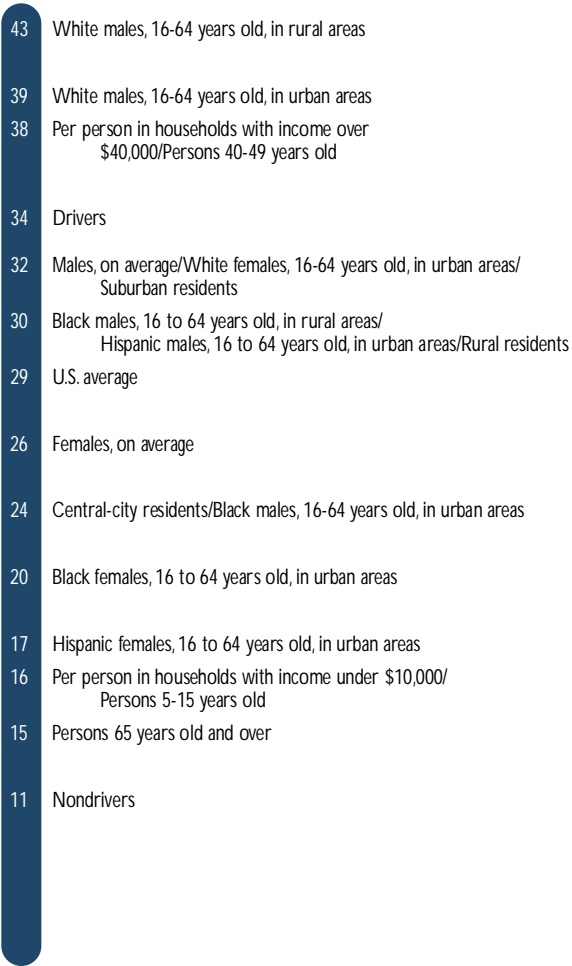 43 White males, 16-64 years old, in rural areas
39 White males, 16-64 years old, in urban areas
38 Per person in households with income over
$40,000/Persons 40-49 years old
34 Drivers
32 Males, on average/White females, 16-64 years old, in urban areas/
Suburban residents
30 Black males, 16 to 64 years old, in rural areas/
Hispanic males, 16 to 64 years old, in urban areas/Rural residents
29 U.S. average
26 Females, on average
24 Central-city residents/Black males, 16-64 years old, in urban areas
20 Black females, 16 to 64 years old, in urban areas
17 Hispanic females, 16 to 64 years old, in urban areas
16 Per person in households with income under $10,000/
Persons 5-15 years old
15 Persons 65 years old and over
11 Nondrivers